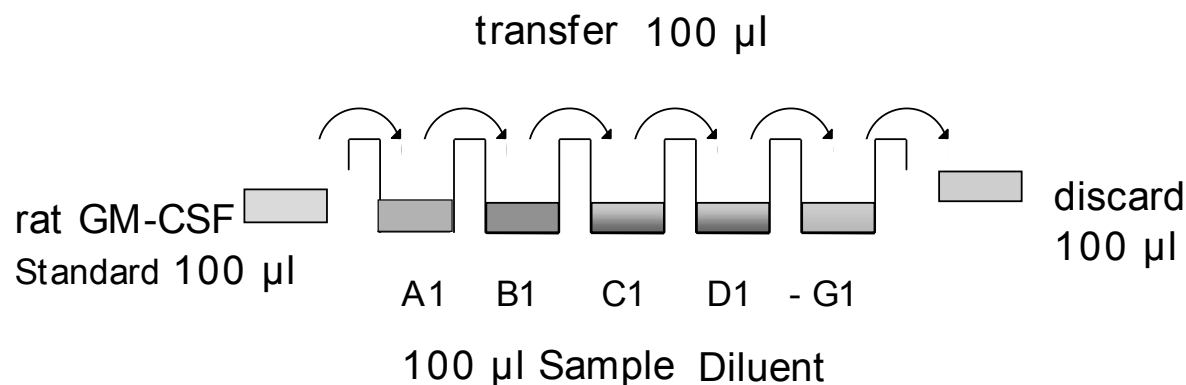 transfer 100 µl
rat GM-CSF
Standard 100 µl
discard
100 µl
A1 B1 C1 D1 - G1
100 µl Sample Diluent